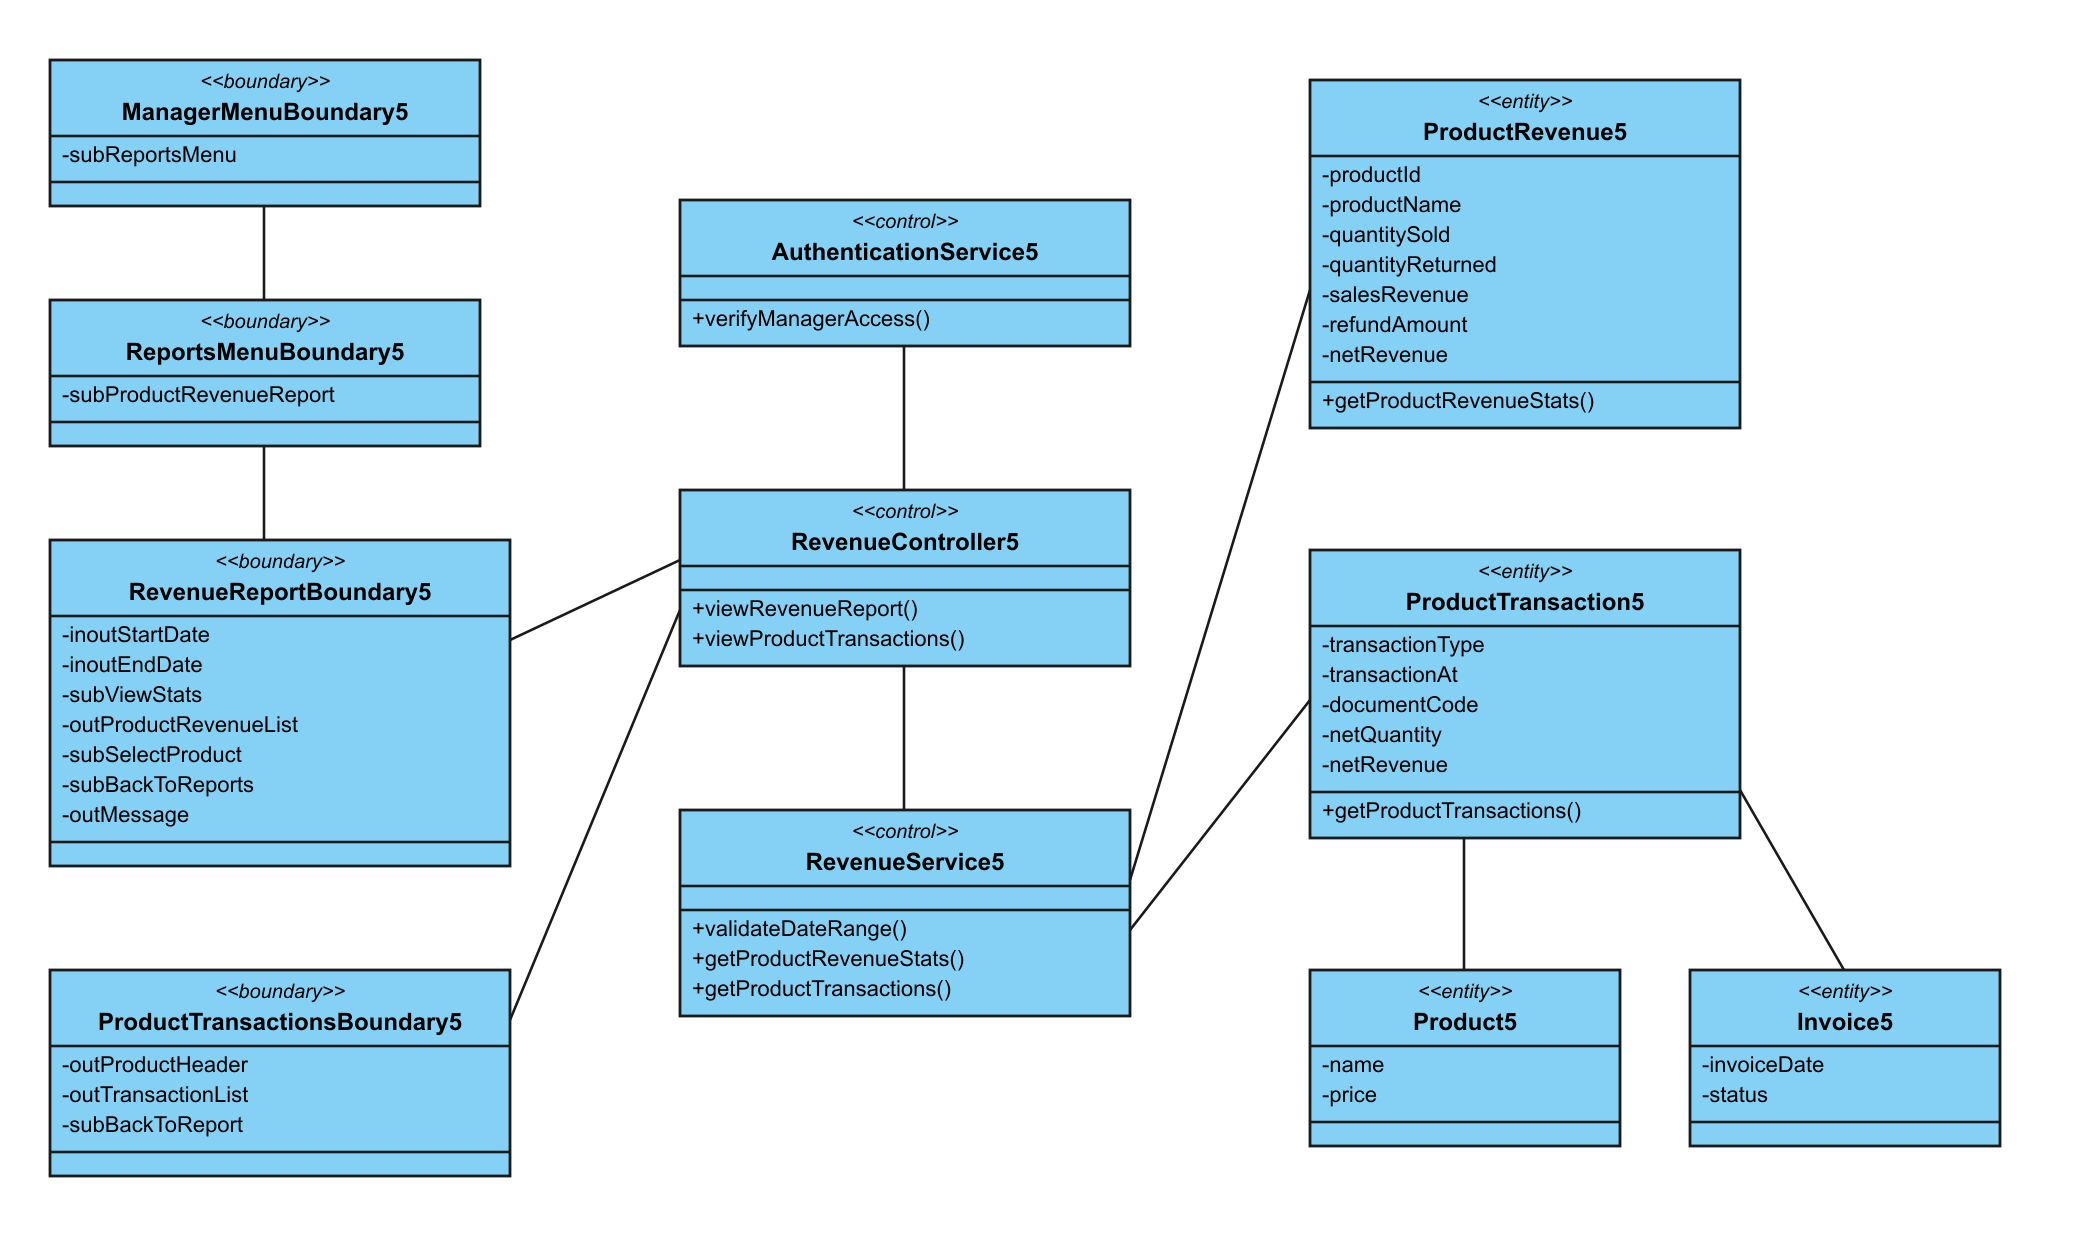 <<boundary>>
ManagerMenuBoundary5
-subReportsMenu
<<boundary>>
ReportsMenuBoundary5
-subProductRevenueReport
<<boundary>>
RevenueReportBoundary5
-inoutStartDate
-inoutEndDate
-subViewStats
-outProductRevenueList
-subSelectProduct
-subBackToReports
-outMessage
<<boundary>>
ProductTransactionsBoundary5
-outProductHeader
-outTransactionList
-subBackToReport
<<control>>
AuthenticationService5
+verifyManagerAccess()
<<control>>
RevenueController5
+viewRevenueReport()
+viewProductTransactions()
<<control>>
RevenueService5
+validateDateRange()
+getProductRevenueStats()
+getProductTransactions()
<<entity>>
ProductRevenue5
-productId
-productName
-quantitySold
-quantityReturned
-salesRevenue
-refundAmount
-netRevenue
+getProductRevenueStats()
<<entity>>
ProductTransaction5
-transactionType
-transactionAt
-documentCode
-netQuantity
-netRevenue
+getProductTransactions()
<<entity>>
Product5
-name
-price
<<entity>>
Invoice5
-invoiceDate
-status